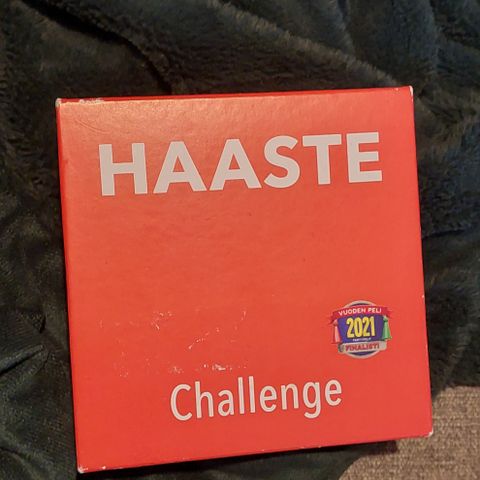 HAASTE
VUODEN PELI
2021
FINALISTI
Challenge